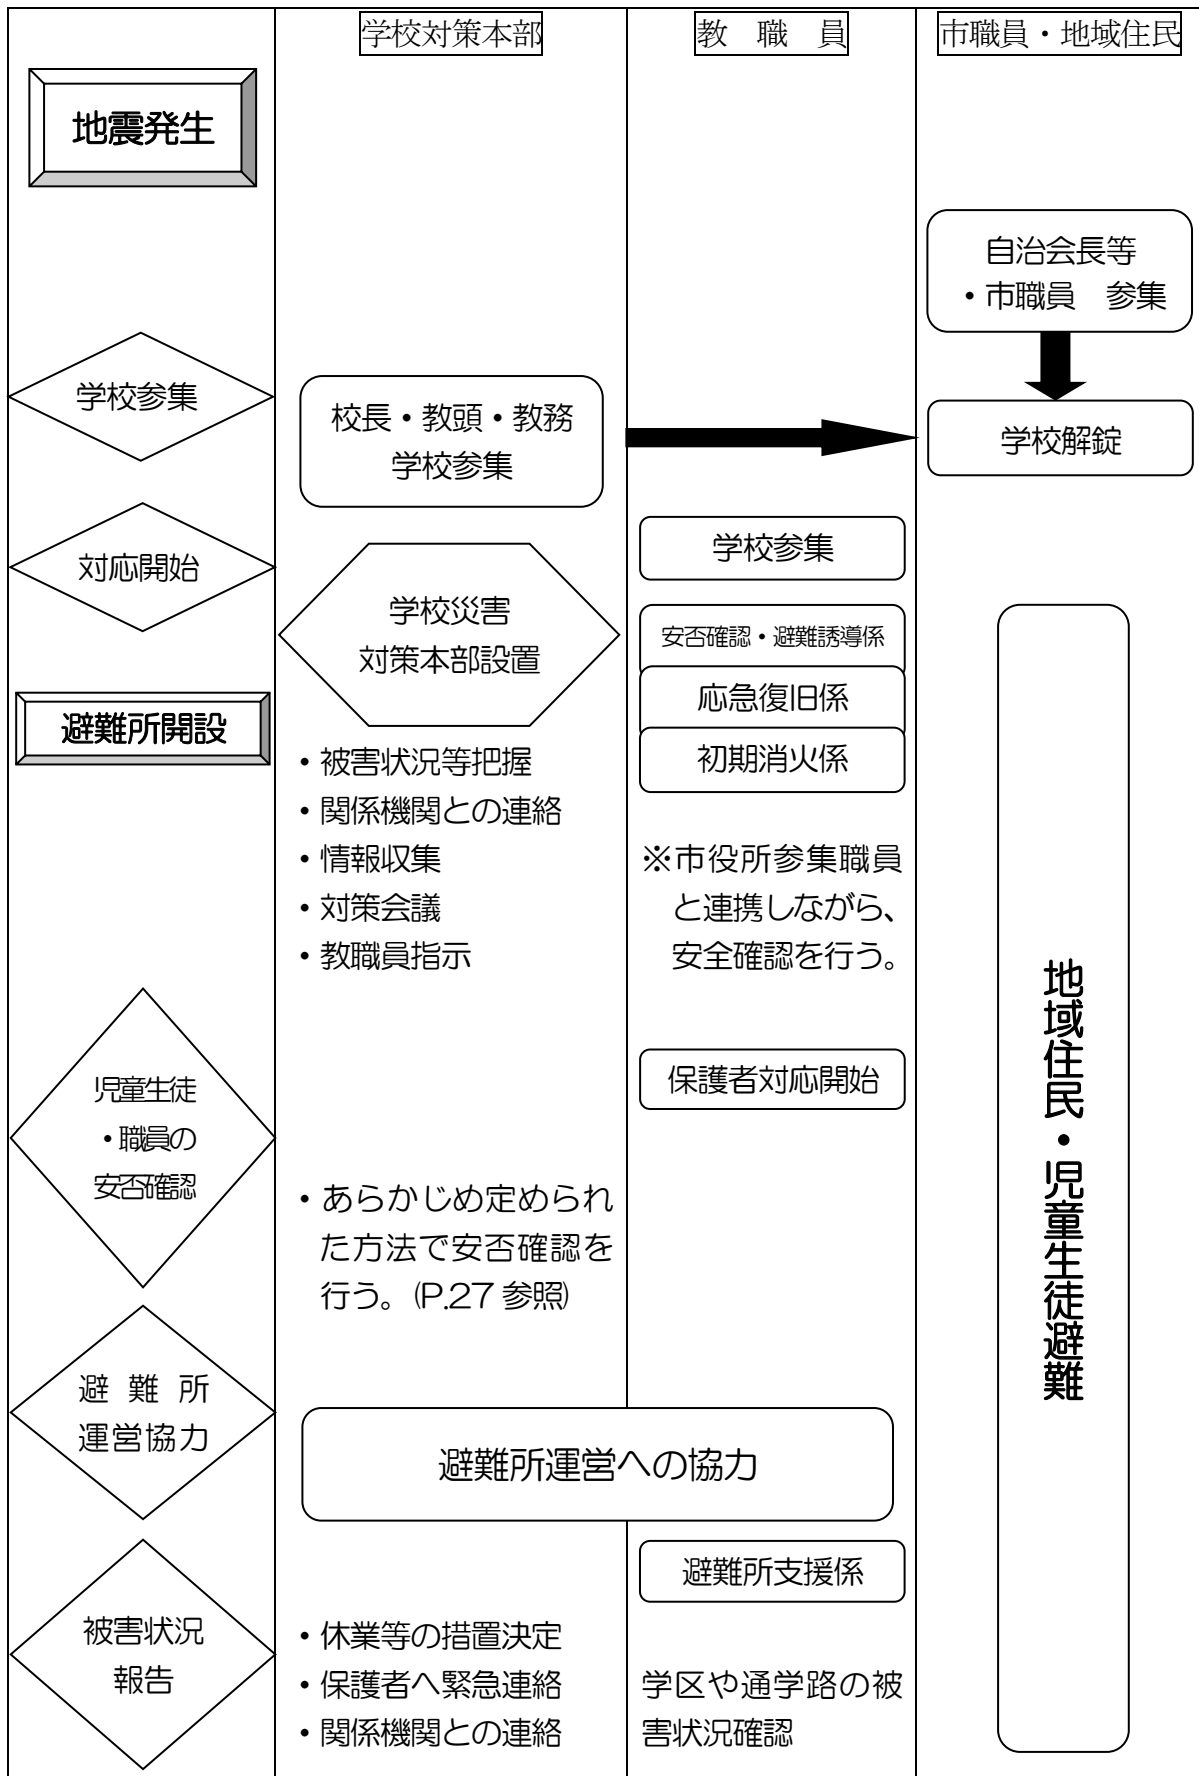 学校対策本部
教　職　員
市職員・地域住民
地震発生
自治会長等
・市職員　参集
学校参集
校長・教頭・教務
学校参集
学校解錠
対応開始
学校参集
学校災害
対策本部設置
安否確認・避難誘導係
応急復旧係
初期消火係
避難所開設
・被害状況等把握
・関係機関との連絡
・情報収集
・対策会議
・教職員指示
※市役所参集職員
と連携しながら、
安全確認を行う。
地域住民・児童生徒避難
児童生徒
・職員の
安否確認
保護者対応開始
・あらかじめ定められ
た方法で安否確認を
行う。(P.27 参照)
避　難　所
運営協力
避難所運営への協力
避難所支援係
被害状況
報告
・休業等の措置決定
・保護者へ緊急連絡
・関係機関との連絡
学区や通学路の被
害状況確認